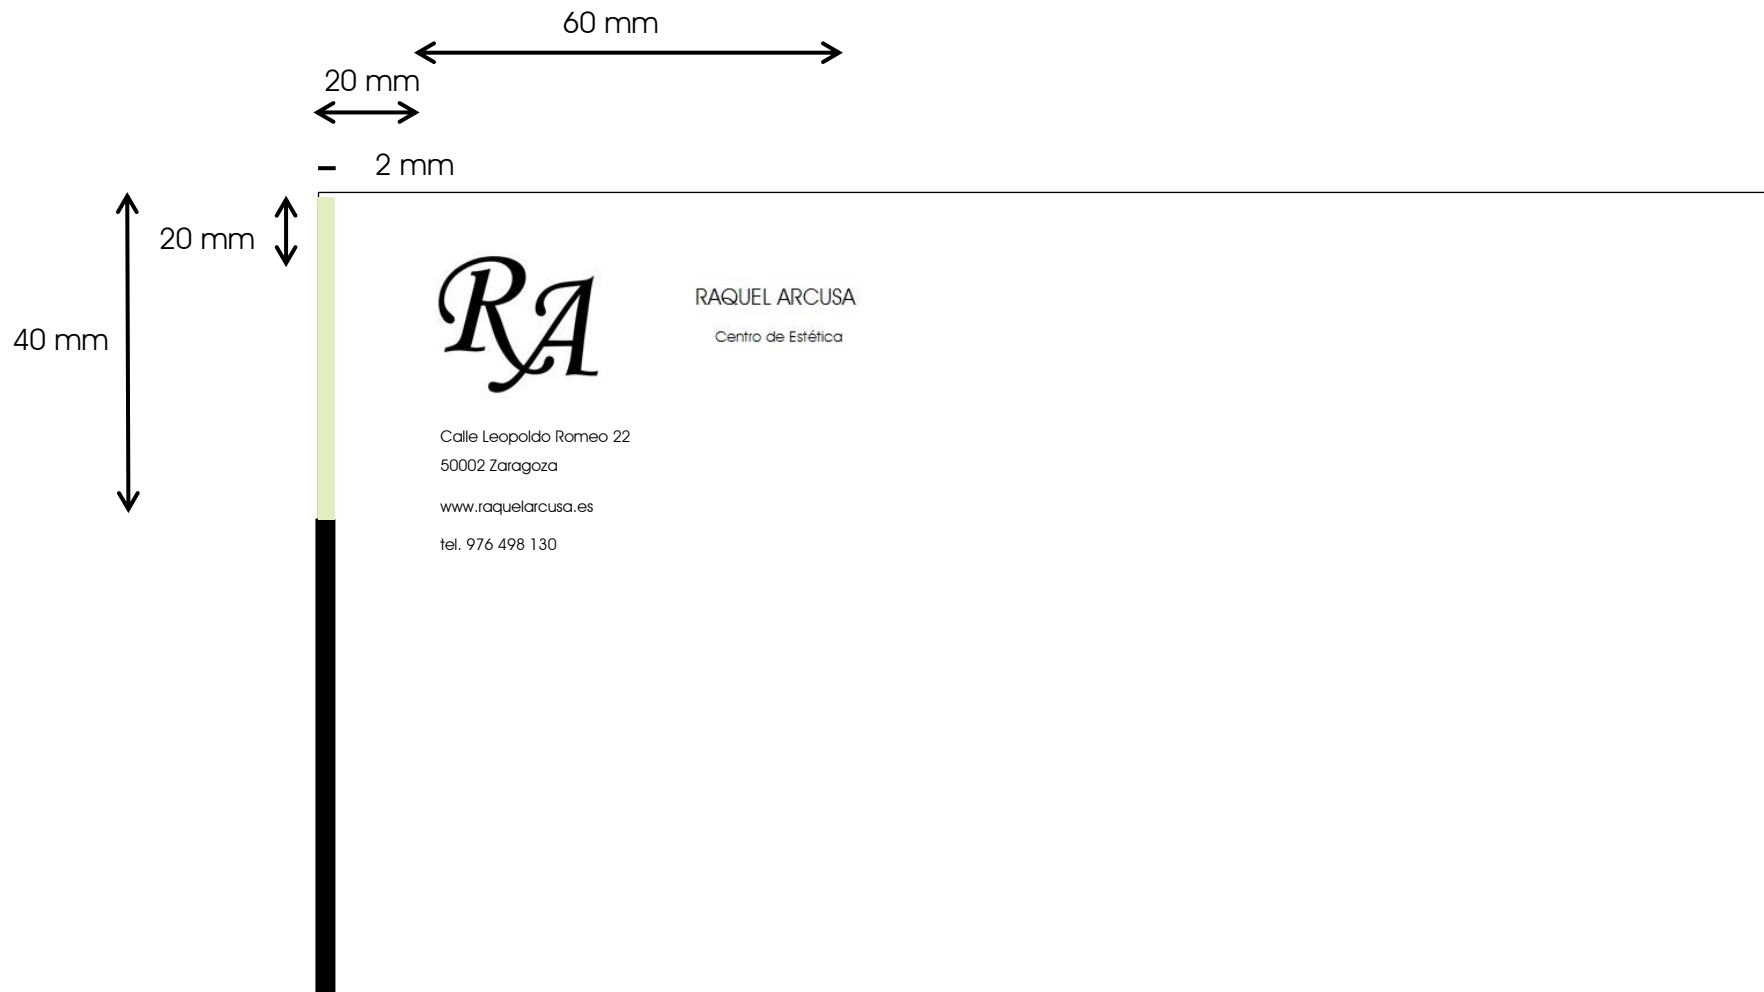 60 mm
20 mm
2 mm
20 mm
40 mm
RA
RAQUEL ARCUSA
Centro de Estética
Calle Leopoldo Romeo 22
50002 Zaragoza
www.raquelarcusa.es
tel. 976 498 130